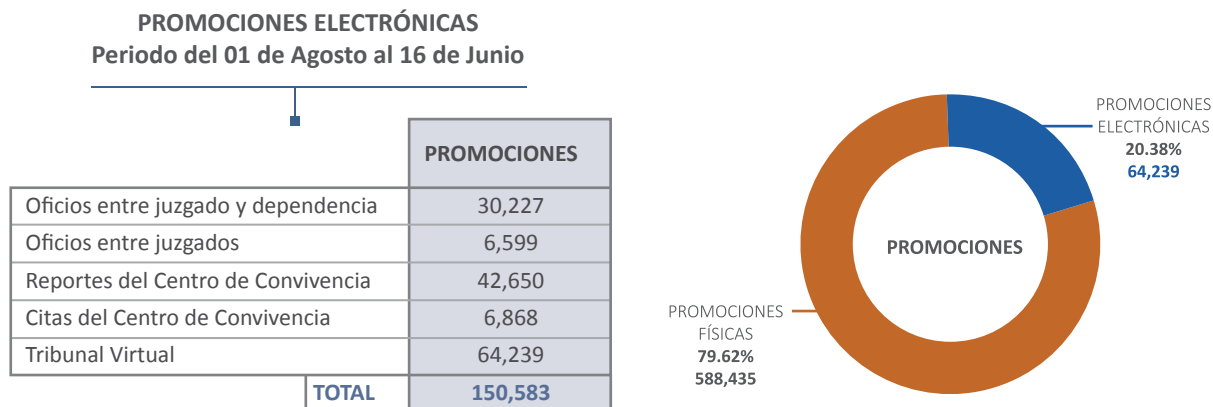 PROMOCIONES ELECTRÓNICAS
Periodo del 01 de Agosto al 16 de Junio
PROMOCIONES
Oficios entre juzgado y dependencia 30,227
Oficios entre juzgados 6,599
Reportes del Centro de Convivencia 42,650
Citas del Centro de Convivencia 6,868
Tribunal Virtual 64,239
TOTAL 150,583
PROMOCIONES
ELECTRÓNICAS
20.38%
64,239
PROMOCIONES
PROMOCIONES
FÍSICAS
79.62%
588,435